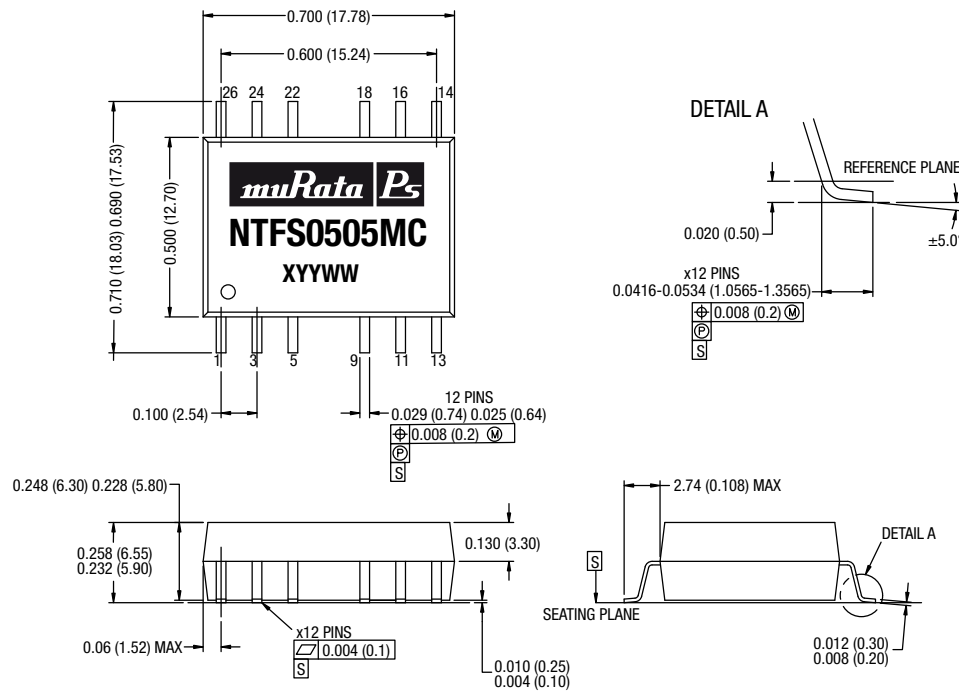 0.700 (17.78)
0.600 (15.24)
26 24 22 18 16 14
0.710 (18.03) 0.690 (17.53)
0.500 (12.70)
muRata Ps
NTFS0505MC
XYYWW
1 3 5 9 11 13
0.100 (2.54)
12 PINS
0.029 (0.74) 0.025 (0.64)
⌖ 0.008 (0.2) Ⓜ
Ⓟ
S
DETAIL A
REFERENCE PLANE
0.020 (0.50)
±5.0°
x12 PINS
0.0416-0.0534 (1.0565-1.3565)
⌖ 0.008 (0.2) Ⓜ
Ⓟ
S
0.248 (6.30) 0.228 (5.80)
0.258 (6.55)
0.232 (5.90)
0.130 (3.30)
0.06 (1.52) MAX
x12 PINS
⏥ 0.004 (0.1)
S
0.010 (0.25)
0.004 (0.10)
2.74 (0.108) MAX
DETAIL A
S
SEATING PLANE
0.012 (0.30)
0.008 (0.20)